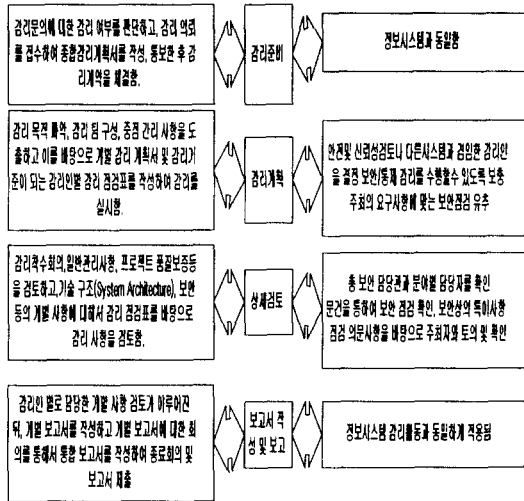 감리문의에 대한 감리 여부를 판단하고, 감리 의뢰
를 접수하여 종합감리계획서를 작성, 통보한 후 감
리계약을 체결함.
감리준비
정보시스템과 동일함
감리 목적 파악, 감리 팀 구성, 중점 관리 사항을 도
출하고 이를 바탕으로 개별 감리 계획서 및 감리기
준이 되는 감리인별 감리 점검표를 작성하여 감리를
실시함.
감리계획
안전및 신뢰성검토나 다른시스템과 겸임한 감리인
을 결정 보안/통제 감리를 수행할수 있도록 보충
주최의 요구사항에 맞는 보안점검 유추
감리착수회의,일반관리사항, 프로젝트 품질보증등
을 검토하고,기술 구조(System Architecture), 보안
등의 개별 사항에 대해서 감리 점검표를 바탕으로
감리 사항을 검토함.
상세검토
총 보안 담당관과 분야별 담당자를 확인
문건을 통하여 보안 점검 확인, 보안상의 특이사항
점검 의문사항을 바탕으로 주최자와 토의 및 확인
감리인 별로 담당한 개별 사항 검토가 이루어진
뒤, 개별 보고서를 작성하고 개별 보고서에 대한 회
의를 통해서 통합 보고서를 작성하여 종료회의 및
보고서 제출
보고서 작
성 및 보고
정보시스템 감리활동과 동일하게 적용됨